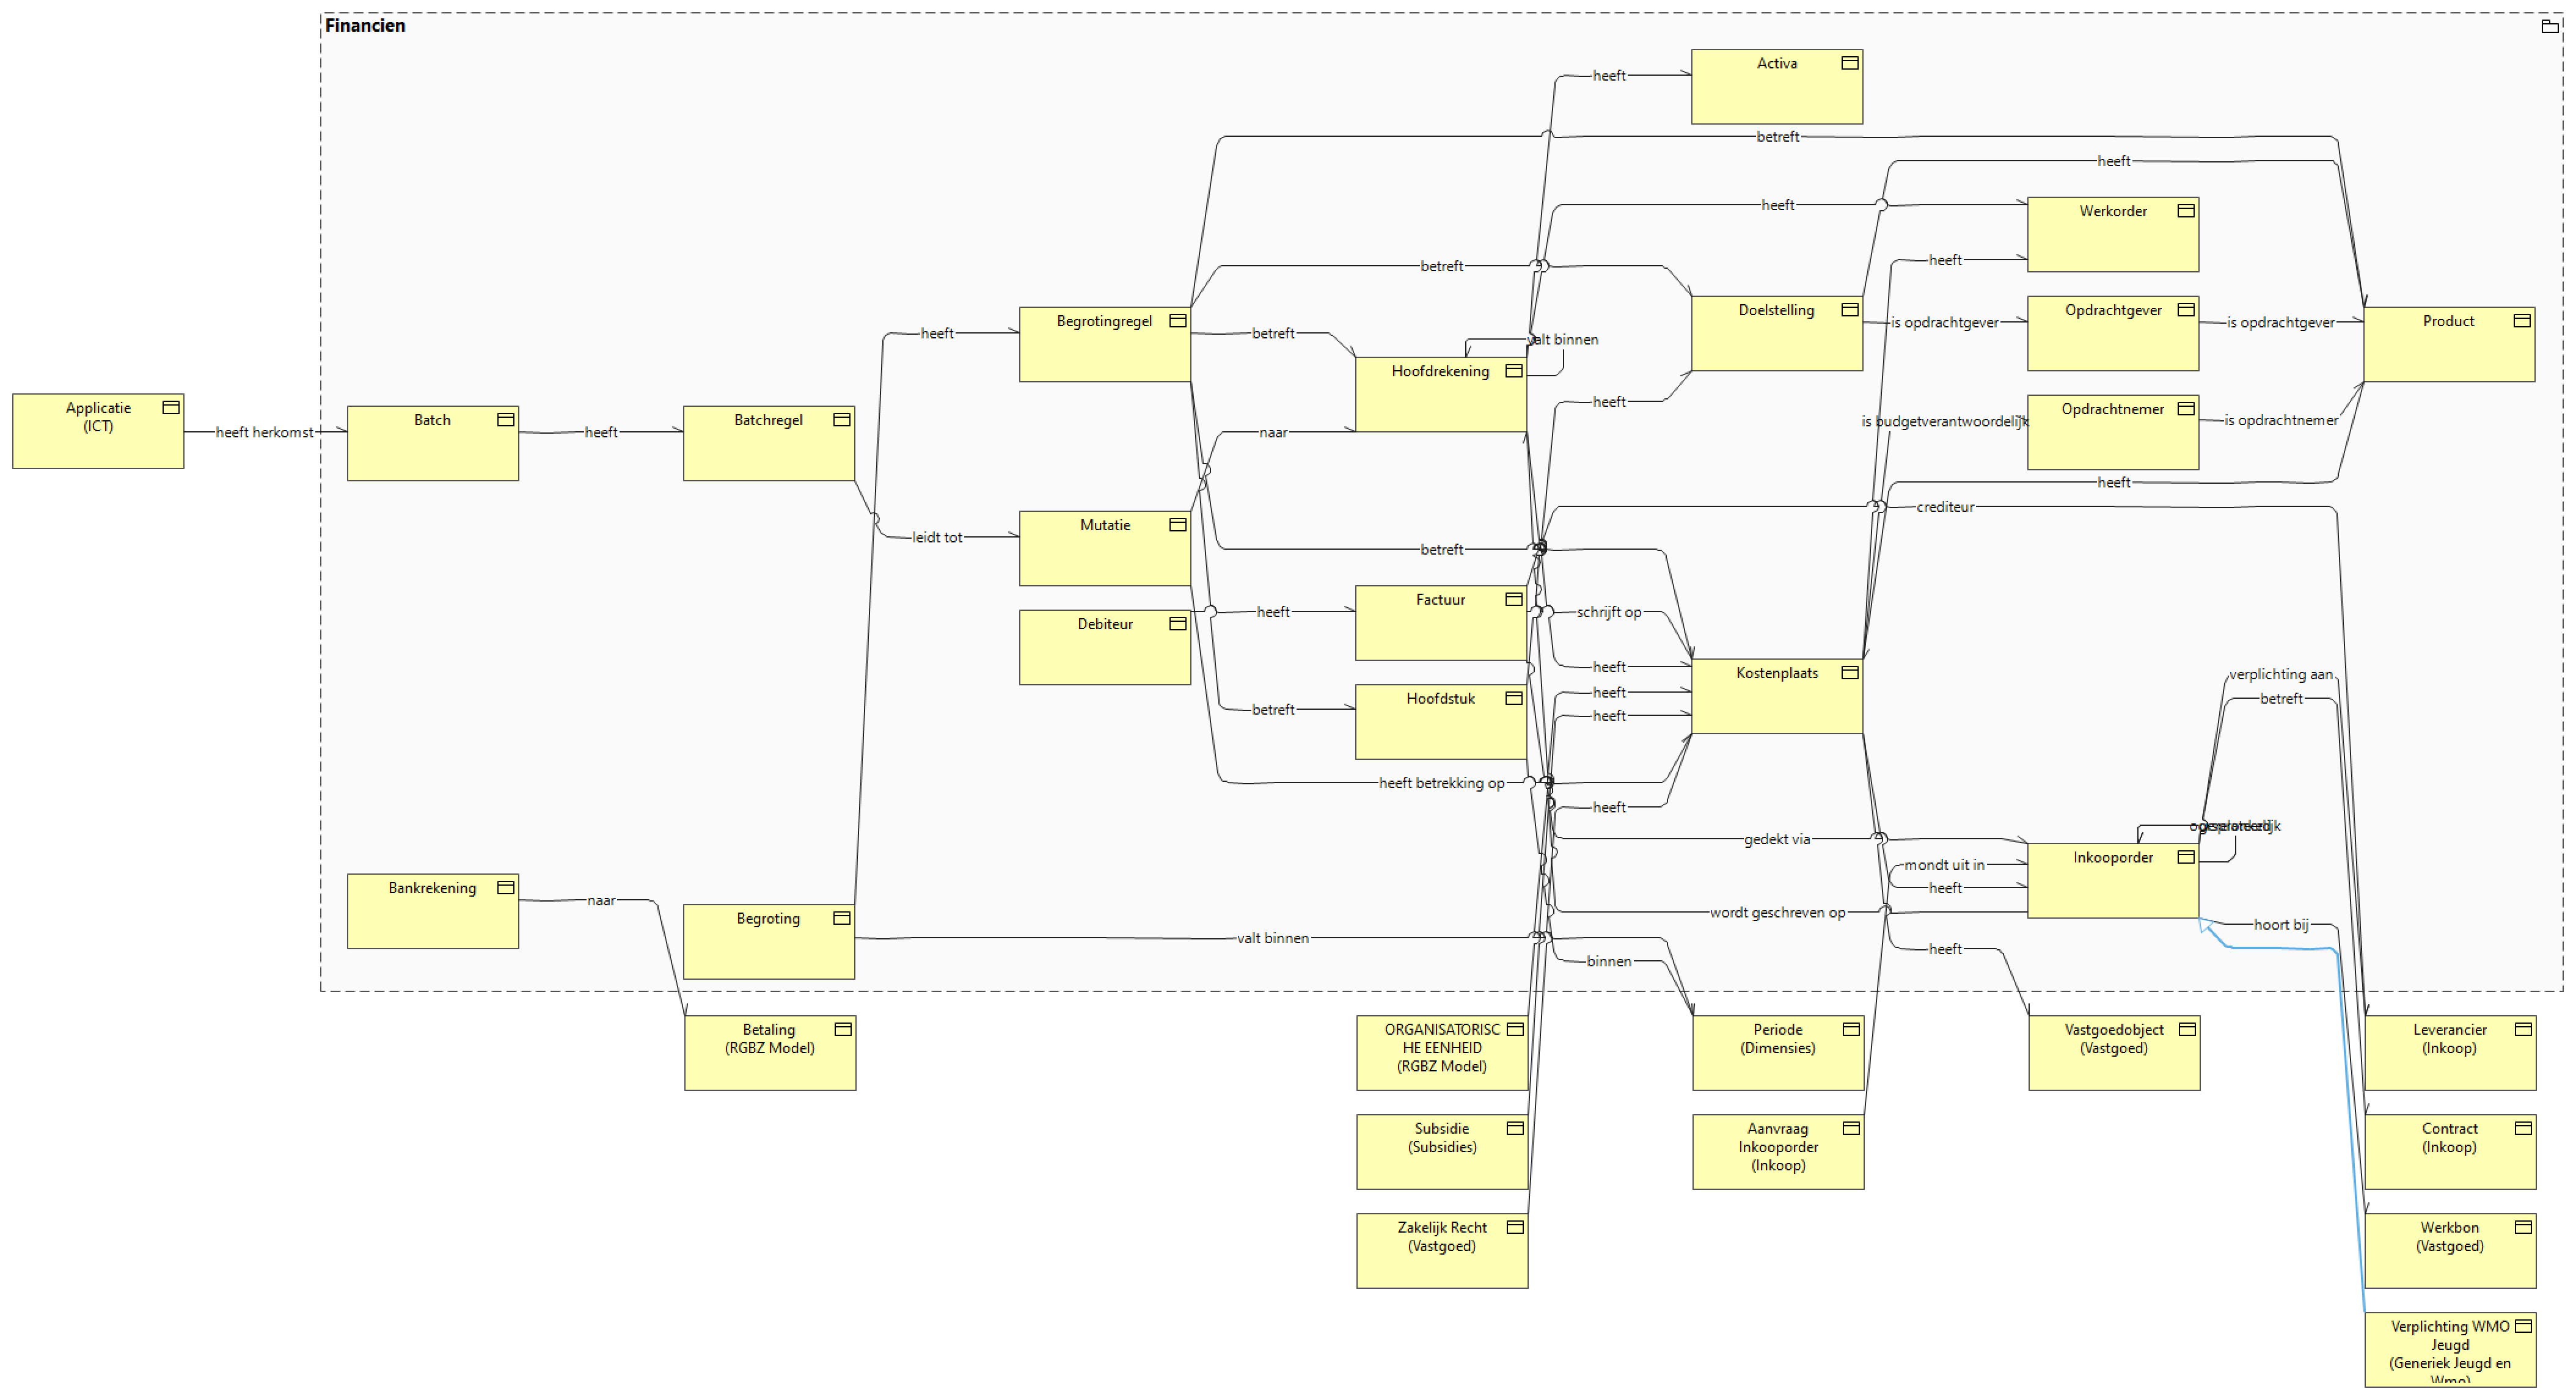 Financien
Activa
heeft
betreft
heeft
Werkorder
heeft
heeft
betreft
Doelstelling
is opdrachtgever
Opdrachtgever
is opdrachtgever
Product
Begrotingregel
heeft
betreft
valt binnen
Hoofdrekening
heeft
Applicatie
(ICT)
heeft herkomst
Batch
heeft
Batchregel
naar
is budgetverantwoordelijk
Opdrachtnemer
is opdrachtnemer
heeft
crediteur
Mutatie
leidt tot
betreft
Factuur
heeft
schrijft op
Debiteur
heeft
Kostenplaats
verplichting aan
heeft
betreft
Hoofdstuk
betreft
heeft
heeft betrekking op
heeft
gedekt via
Inkooporder
mondt uit in
heeft
Bankrekening
naar
Begroting
wordt geschreven op
hoort bij
valt binnen
heeft
binnen
Betaling
(RGBZ Model)
ORGANISATORISC
HE EENHEID
(RGBZ Model)
Periode
(Dimensies)
Vastgoedobject
(Vastgoed)
Leverancier
(Inkoop)
Subsidie
(Subsidies)
Aanvraag
Inkooporder
(Inkoop)
Contract
(Inkoop)
Zakelijk Recht
(Vastgoed)
Werkbon
(Vastgoed)
Verplichting WMO
Jeugd
(Generiek Jeugd en
Wmo)